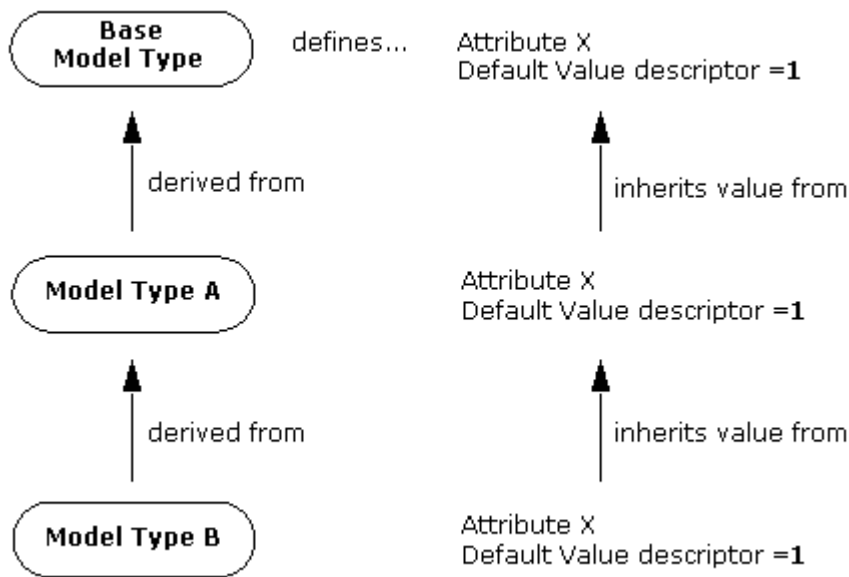 Base
Model Type
defines...
Attribute X
Default Value descriptor =1
derived from
inherits value from
Model Type A
Attribute X
Default Value descriptor =1
derived from
inherits value from
Model Type B
Attribute X
Default Value descriptor =1